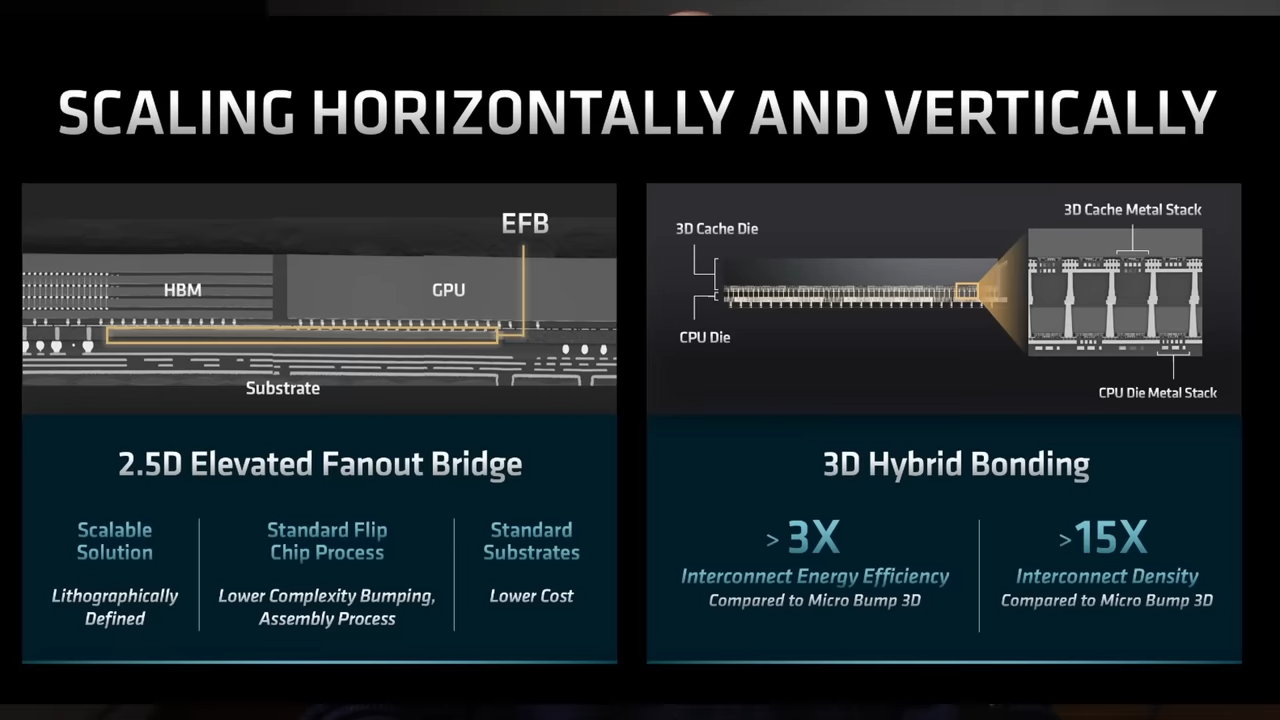 SCALING HORIZONTALLY AND VERTICALLY
EFB
HBM
GPU
Substrate
2.5D Elevated Fanout Bridge
Scalable
Solution
Lithographically
Defined
Standard Flip
Chip Process
Lower Complexity Bumping,
Assembly Process
Standard
Substrates
Lower Cost
3D Cache Die
CPU Die
3D Cache Metal Stack
CPU Die Metal Stack
3D Hybrid Bonding
> 3X
Interconnect Energy Efficiency
Compared to Micro Bump 3D
>15X
Interconnect Density
Compared to Micro Bump 3D